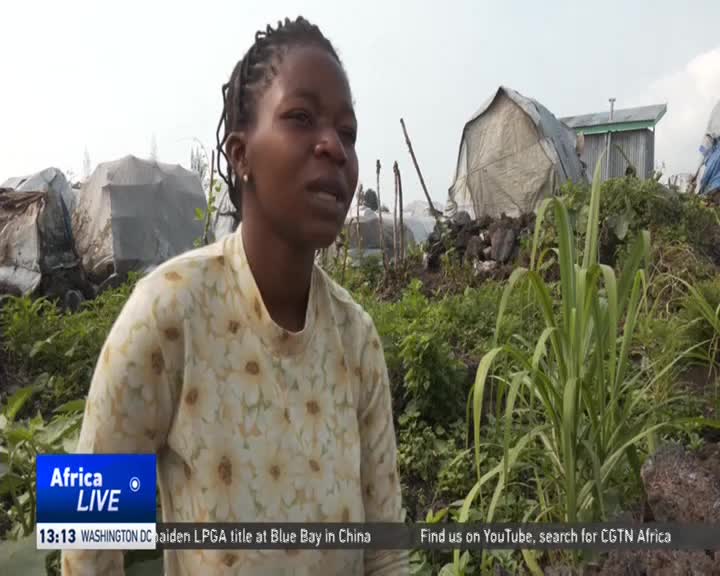 Africa
LIVE
13:13 WASHINGTON DC
aiden LPGA title at Blue Bay in China
Find us on YouTube, search for CGTN Africa